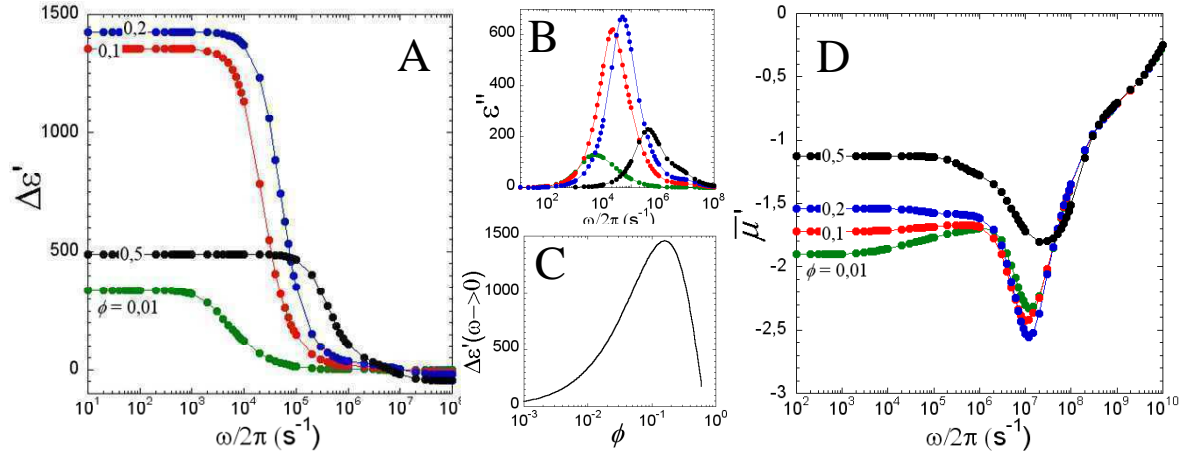 A
1500
1000
500
0
Δε'
0,2
0,1
0,5
ϕ = 0,01
10¹ 10² 10³ 10⁴ 10⁵ 10⁶ 10⁷ 10⁸
ω/2π (s⁻¹)
B
600
400
200
0
ε''
10² 10⁴ 10⁶ 10⁸
ω/2π (s⁻¹)
C
1500
1000
500
0
Δε'(ω->0)
10⁻³ 10⁻² 10⁻¹ 10⁰
ϕ
D
0
-0,5
-1
-1,5
-2
-2,5
-3
μ̅'
0,5
0,2
0,1
ϕ = 0,01
10² 10³ 10⁴ 10⁵ 10⁶ 10⁷ 10⁸ 10⁹ 10¹⁰
ω/2π (s⁻¹)